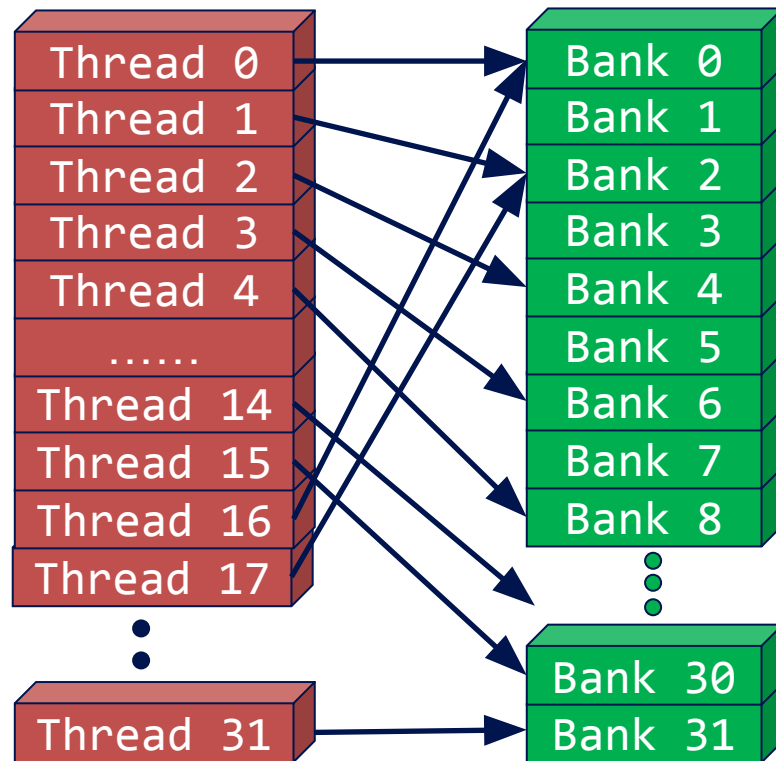 Thread 0
Thread 1
Thread 2
Thread 3
Thread 4
......
Thread 14
Thread 15
Thread 16
Thread 17
Thread 31
Bank 0
Bank 1
Bank 2
Bank 3
Bank 4
Bank 5
Bank 6
Bank 7
Bank 8
Bank 30
Bank 31